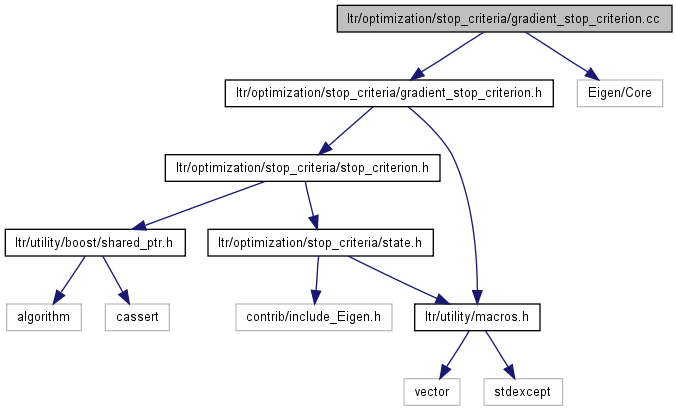 ltr/optimization/stop_criteria/gradient_stop_criterion.cc
ltr/optimization/stop_criteria/gradient_stop_criterion.h
Eigen/Core
ltr/optimization/stop_criteria/stop_criterion.h
ltr/utility/boost/shared_ptr.h
ltr/optimization/stop_criteria/state.h
algorithm
cassert
contrib/include_Eigen.h
ltr/utility/macros.h
vector
stdexcept